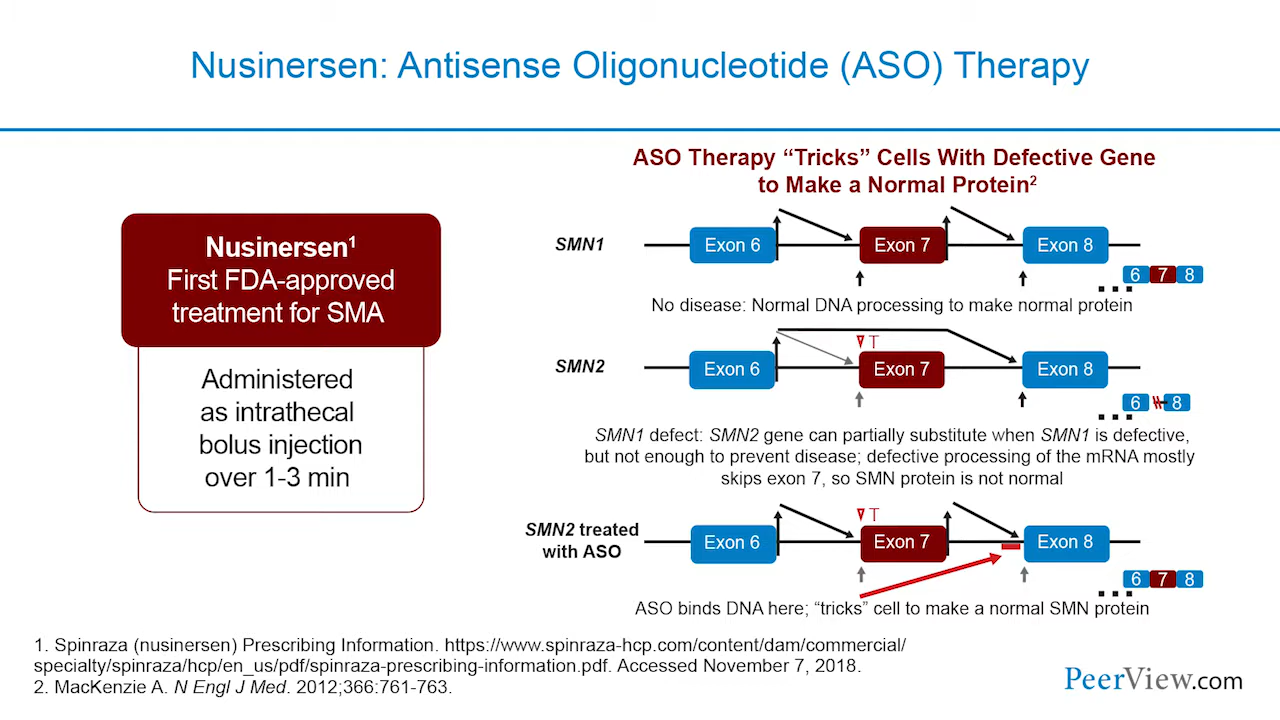 Nusinersen: Antisense Oligonucleotide (ASO) Therapy
Nusinersen¹
First FDA-approved
treatment for SMA
Administered
as intrathecal
bolus injection
over 1-3 min
ASO Therapy “Tricks” Cells With Defective Gene
to Make a Normal Protein²
SMN1
Exon 6
Exon 7
Exon 8
6 7 8
No disease: Normal DNA processing to make normal protein
SMN2
T
Exon 6
Exon 7
Exon 8
6 8
SMN1 defect: SMN2 gene can partially substitute when SMN1 is defective,
but not enough to prevent disease; defective processing of the mRNA mostly
skips exon 7, so SMN protein is not normal
SMN2 treated
with ASO
T
Exon 6
Exon 7
Exon 8
6 7 8
ASO binds DNA here; “tricks” cell to make a normal SMN protein
1. Spinraza (nusinersen) Prescribing Information. https://www.spinraza-hcp.com/content/dam/commercial/
specialty/spinraza/hcp/en_us/pdf/spinraza-prescribing-information.pdf. Accessed November 7, 2018.
2. MacKenzie A. N Engl J Med. 2012;366:761-763.
PeerView.com